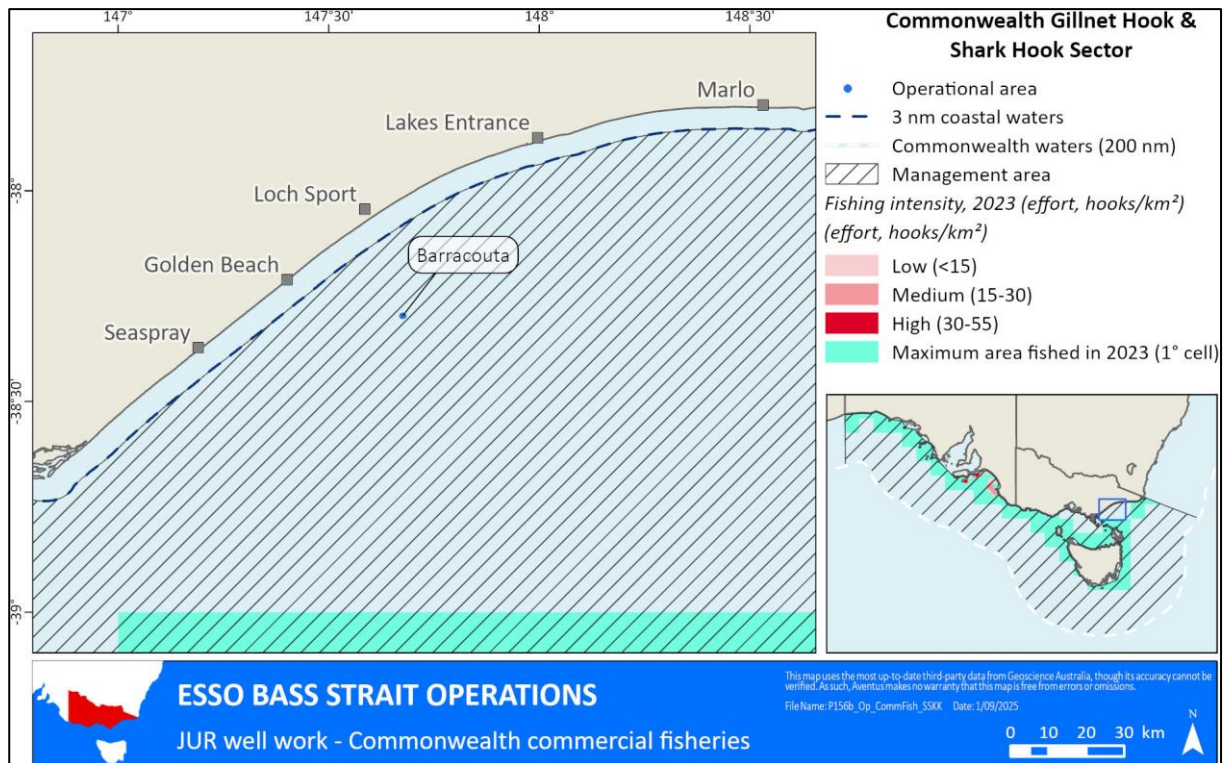 147°
147°30'
148°
148°30'
-38°
-38°30'
-39°
Marlo
Lakes Entrance
Loch Sport
Barracouta
Golden Beach
Seaspray
Commonwealth Gillnet Hook &
Shark Hook Sector
Operational area
3 nm coastal waters
Commonwealth waters (200 nm)
Management area
Fishing intensity, 2023 (effort, hooks/km²)
(effort, hooks/km²)
Low (<15)
Medium (15-30)
High (30-55)
Maximum area fished in 2023 (1° cell)
ESSO BASS STRAIT OPERATIONS
JUR well work - Commonwealth commercial fisheries
This map uses the most up-to-date third-party data from Geoscience Australia, though its accuracy cannot be
verified. As such, Aventus makes no warranty that this map is free from errors or omissions.
File Name: P156b_Op_CommFish_SSKK Date: 1/09/2025
0 10 20 30 km
N